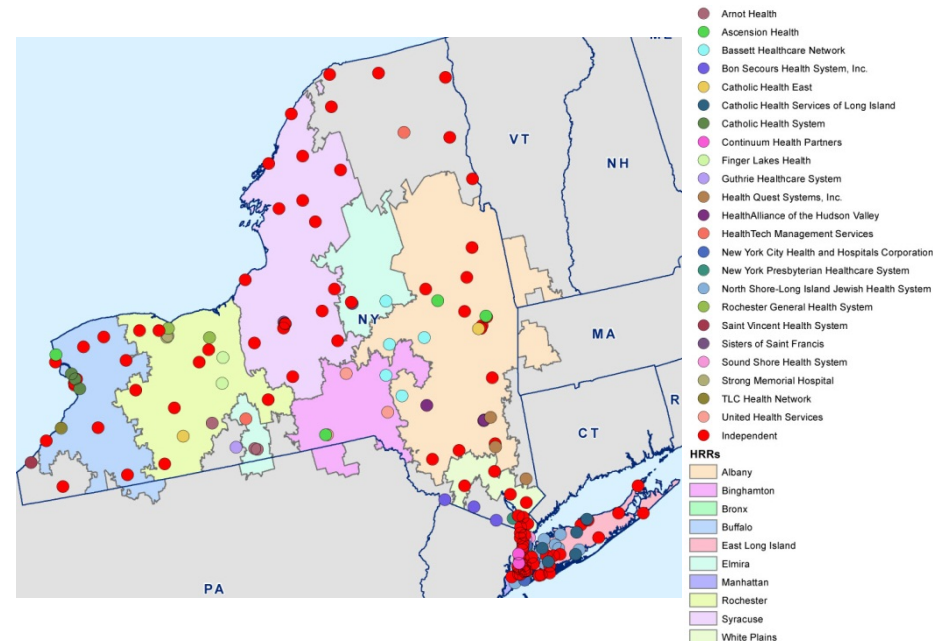 ME
VT
NH
NY
MA
CT
R
PA
Arnot Health
Ascension Health
Bassett Healthcare Network
Bon Secours Health System, Inc.
Catholic Health East
Catholic Health Services of Long Island
Catholic Health System
Continuum Health Partners
Finger Lakes Health
Guthrie Healthcare System
Health Quest Systems, Inc.
HealthAlliance of the Hudson Valley
HealthTech Management Services
New York City Health and Hospitals Corporation
New York Presbyterian Healthcare System
North Shore-Long Island Jewish Health System
Rochester General Health System
Saint Vincent Health System
Sisters of Saint Francis
Sound Shore Health System
Strong Memorial Hospital
TLC Health Network
United Health Services
Independent
HRRs
Albany
Binghamton
Bronx
Buffalo
East Long Island
Elmira
Manhattan
Rochester
Syracuse
White Plains